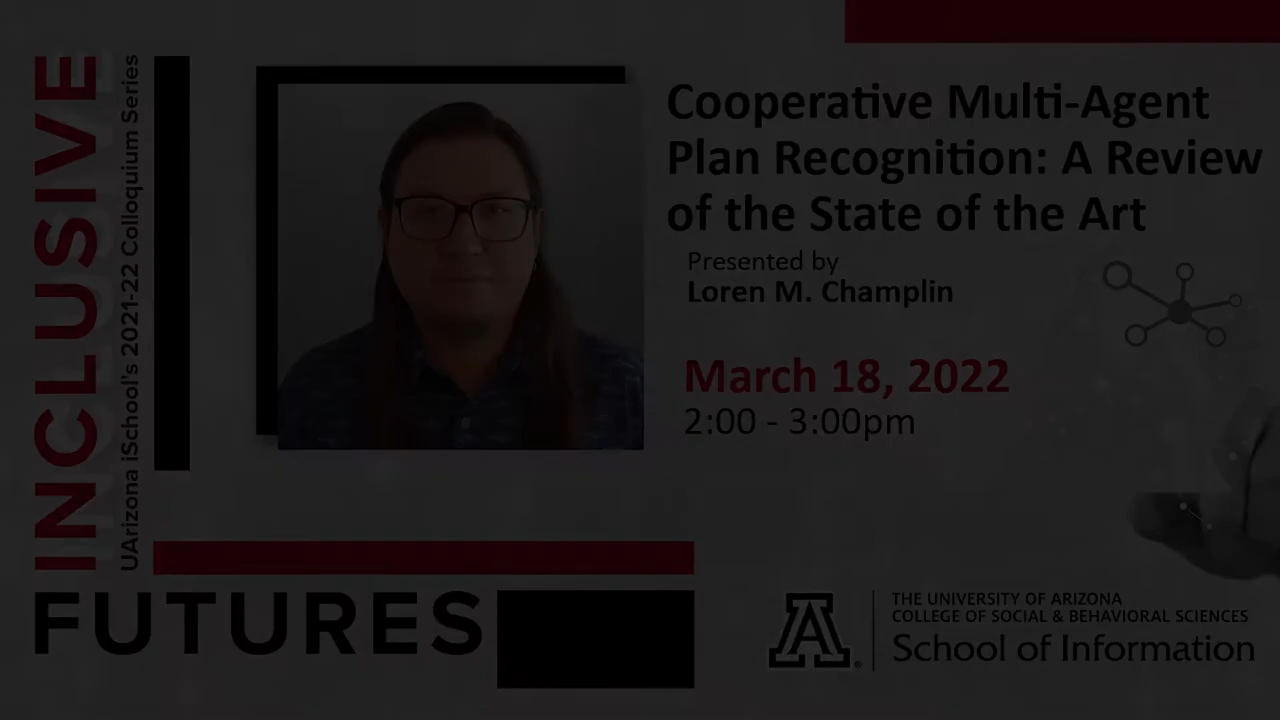 INCLUSIVE
UArizona iSchool's 2021-22 Colloquium Series
FUTURES
Cooperative Multi-Agent
Plan Recognition: A Review
of the State of the Art
Presented by
Loren M. Champlin
March 18, 2022
2:00 - 3:00pm
A
THE UNIVERSITY OF ARIZONA
COLLEGE OF SOCIAL & BEHAVIORAL SCIENCES
School of Information